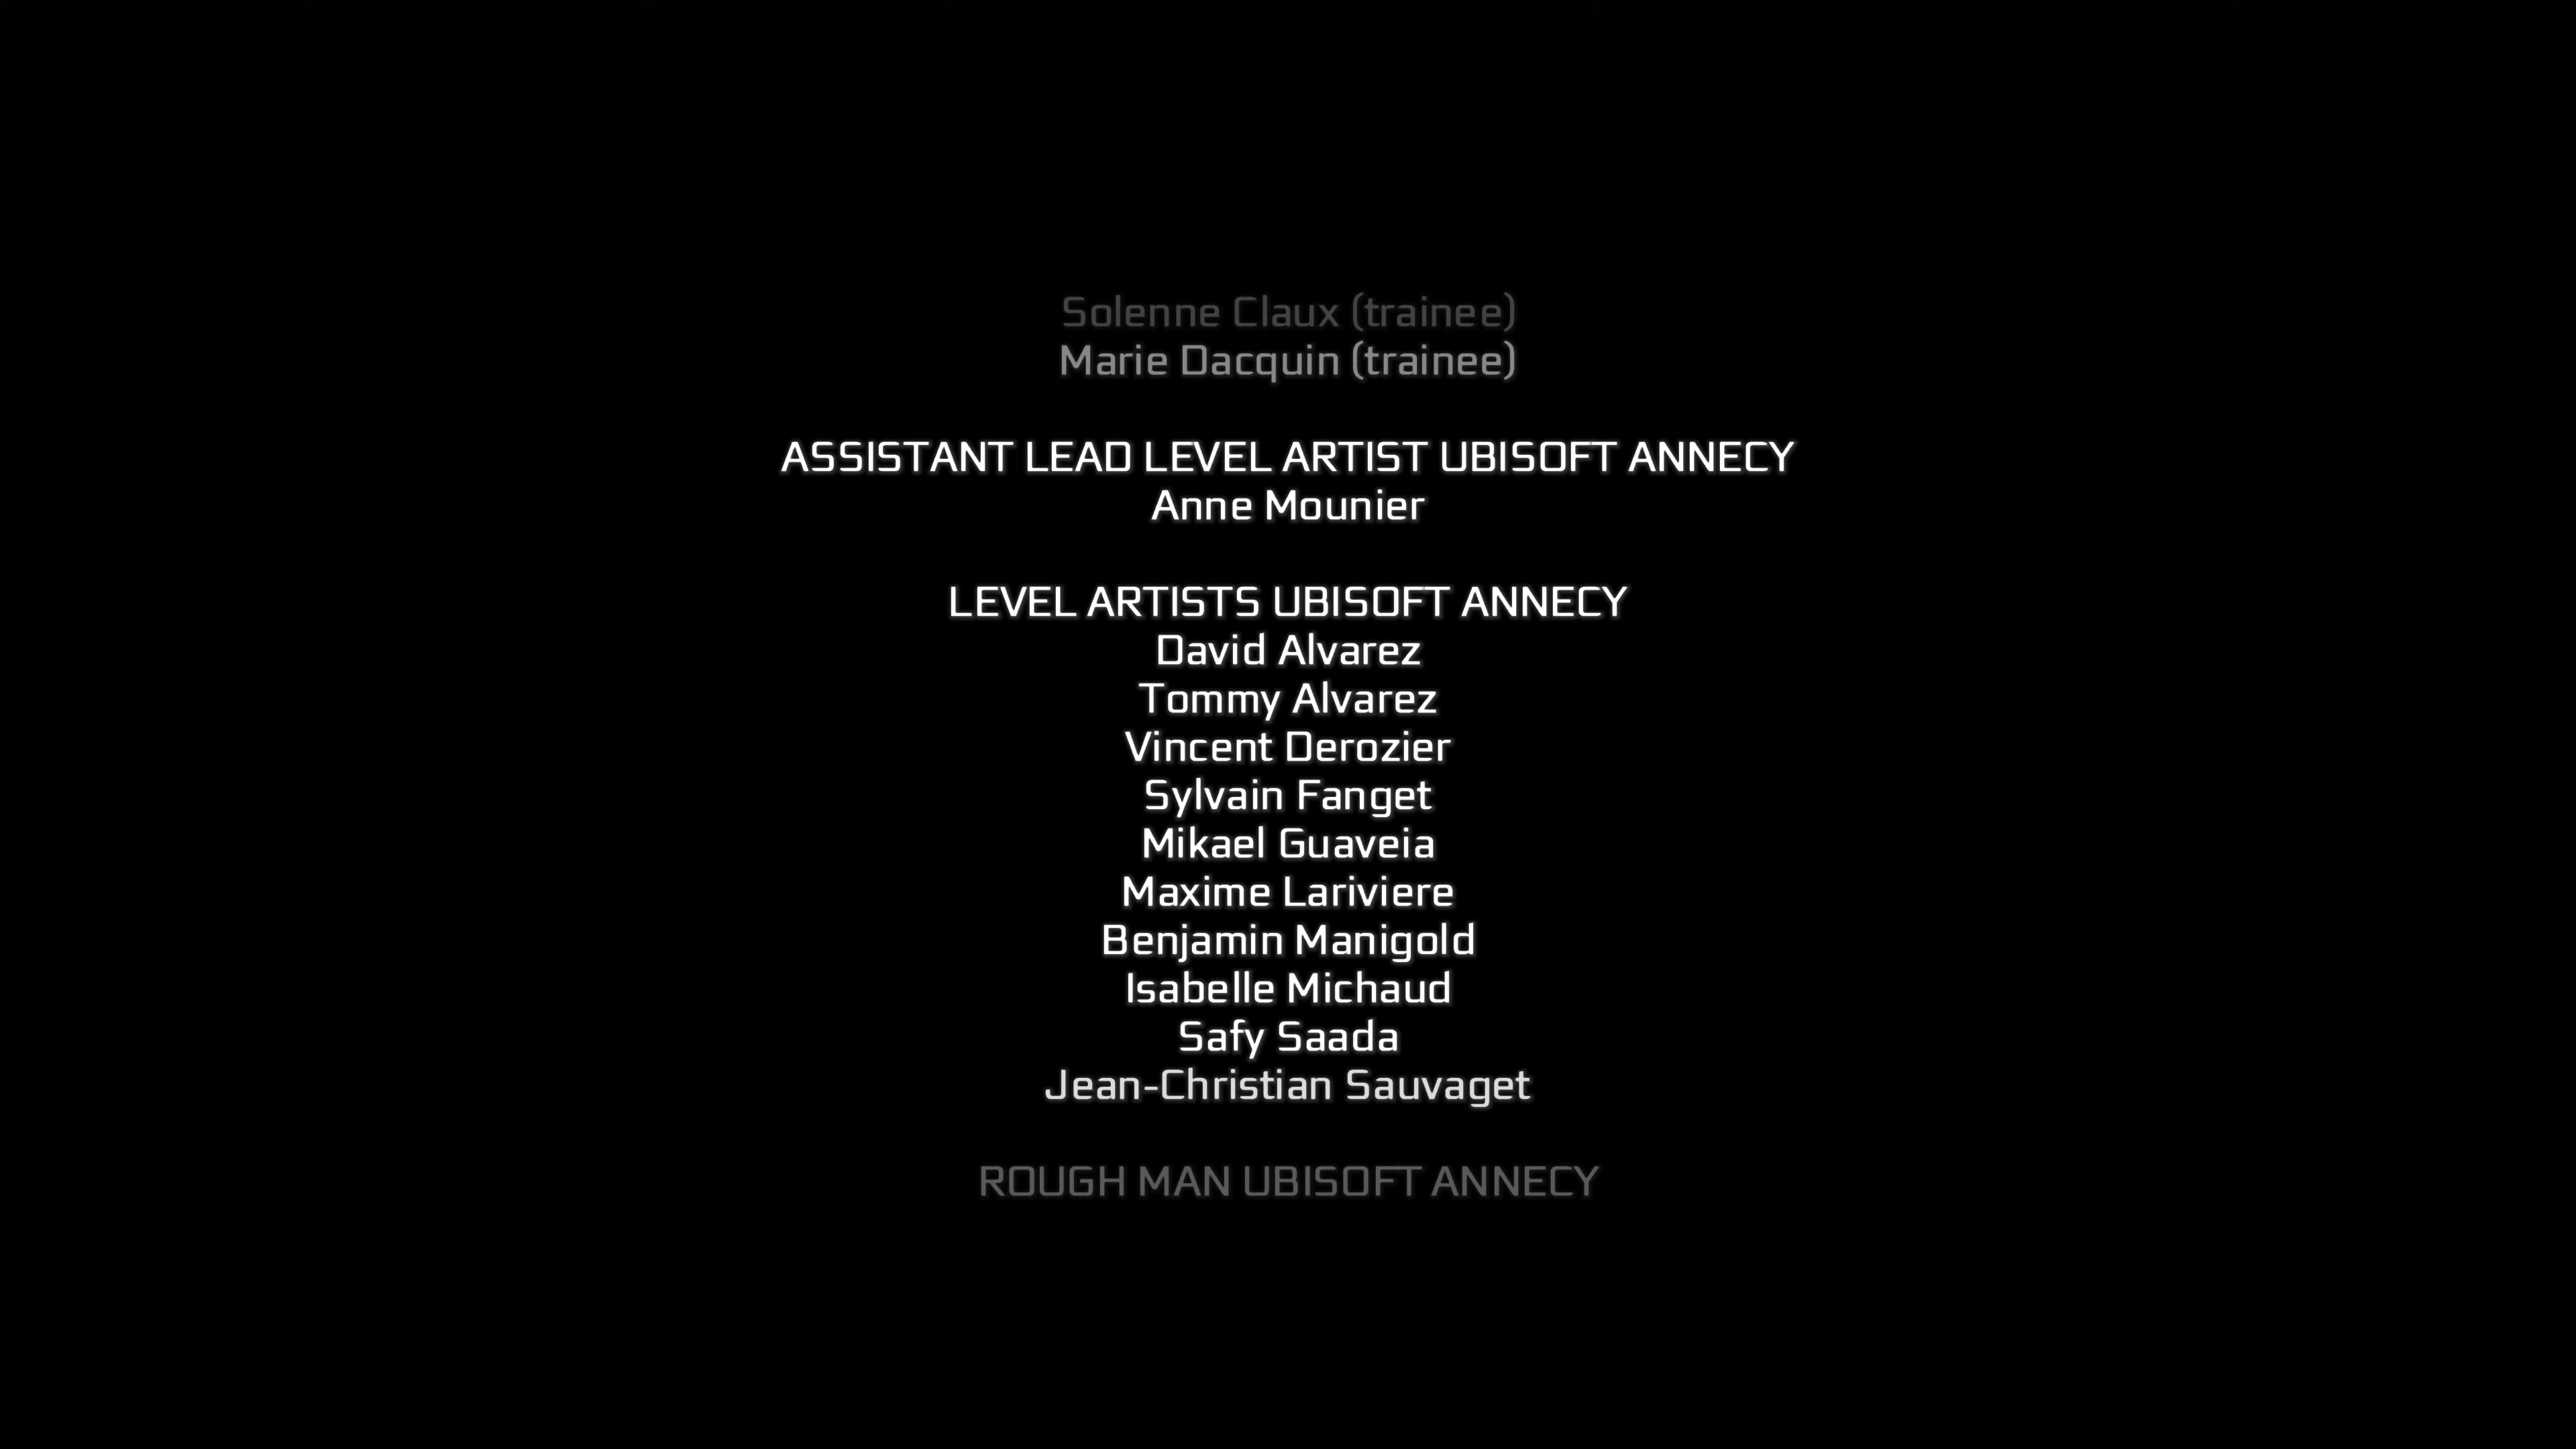 Solenne Claux (trainee)
Marie Dacquin (trainee)
ASSISTANT LEAD LEVEL ARTIST UBISOFT ANNECY
Anne Mounier
LEVEL ARTISTS UBISOFT ANNECY
David Alvarez
Tommy Alvarez
Vincent Derozier
Sylvain Fanget
Mikael Guaveia
Maxime Lariviere
Benjamin Manigold
Isabelle Michaud
Safy Saada
Jean-Christian Sauvaget
ROUGH MAN UBISOFT ANNECY